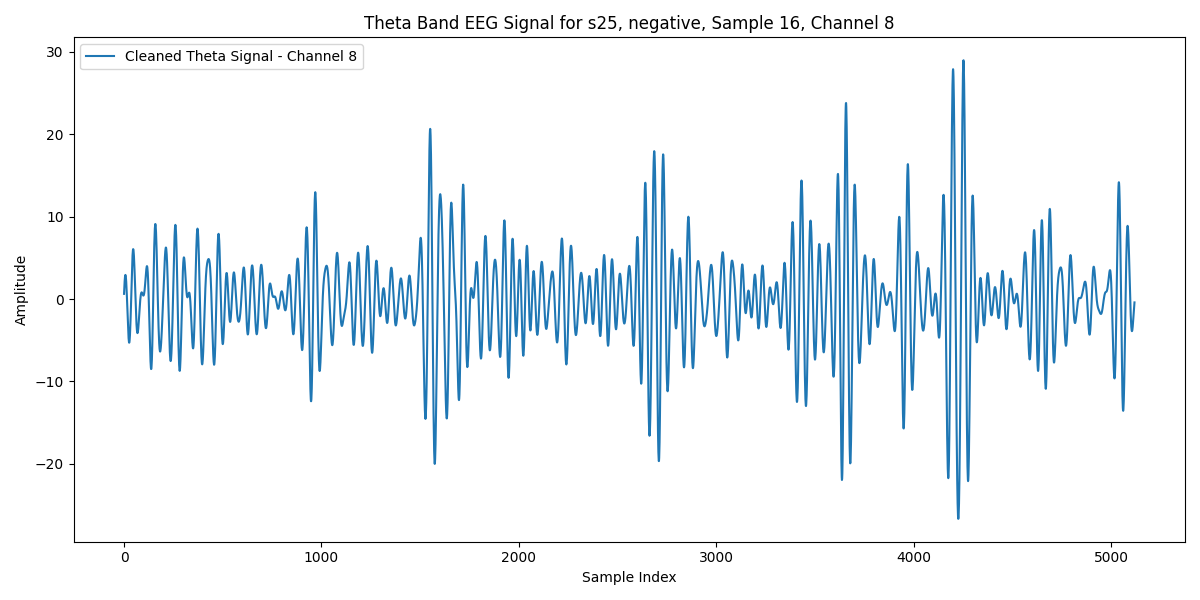 Theta Band EEG Signal for s25, negative, Sample 16, Channel 8
Cleaned Theta Signal - Channel 8
30
20
10
0
−10
−20
Amplitude
0 1000 2000 3000 4000 5000
Sample Index